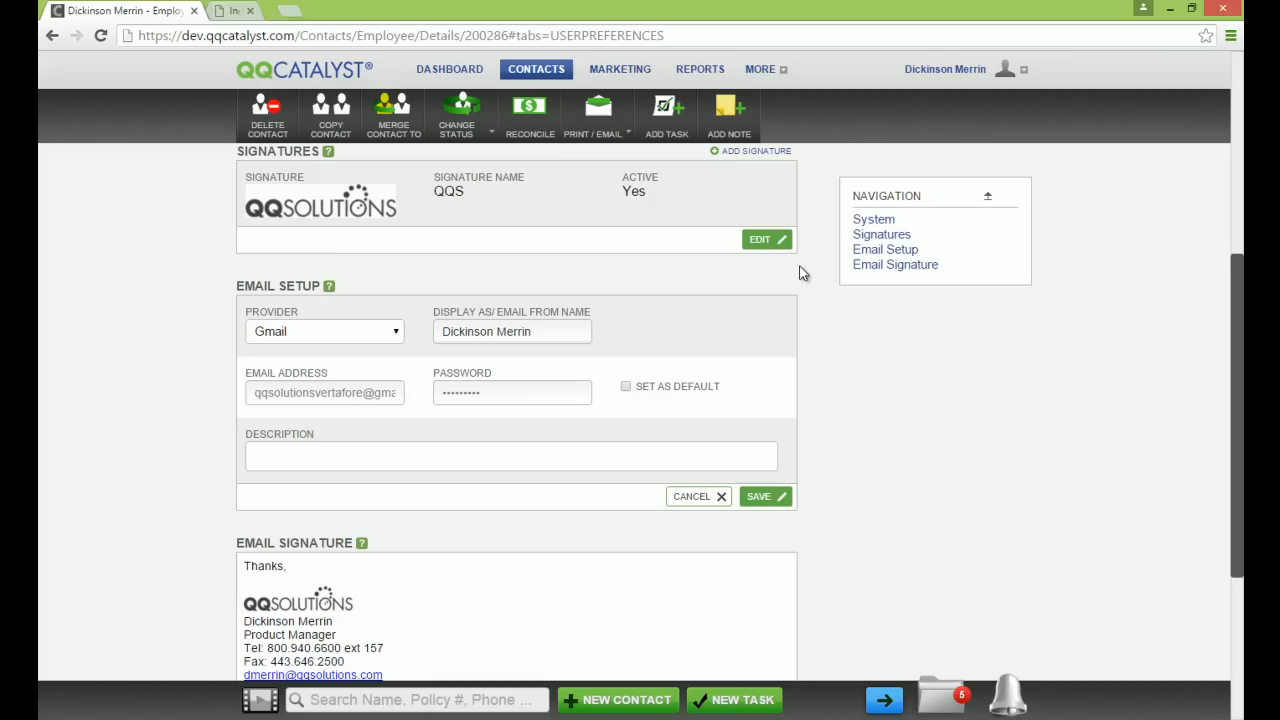 Dickinson Merrin - Employ
In
https://dev.qqcatalyst.com/Contacts/Employee/Details/200286#tabs=USERPREFERENCES
QQCATALYST® DASHBOARD CONTACTS MARKETING REPORTS MORE Dickinson Merrin
DELETE CONTACT
COPY CONTACT
MERGE CONTACT TO
CHANGE STATUS
RECONCILE
PRINT / EMAIL
ADD TASK
ADD NOTE
SIGNATURES ? ADD SIGNATURE
SIGNATURE SIGNATURE NAME ACTIVE
QQSOLUTIONS QQS Yes
EDIT
NAVIGATION
System
Signatures
Email Setup
Email Signature
EMAIL SETUP ?
PROVIDER DISPLAY AS/ EMAIL FROM NAME
Gmail Dickinson Merrin
EMAIL ADDRESS PASSWORD
qqsolutionsvertafore@gma ••••••••• SET AS DEFAULT
DESCRIPTION
CANCEL SAVE
EMAIL SIGNATURE ?
Thanks,
QQSOLUTIONS
Dickinson Merrin
Product Manager
Tel: 800.940.6600 ext 157
Fax: 443.646.2500
dmerrin@qqsolutions.com
Search Name, Policy #, Phone ... NEW CONTACT NEW TASK 5